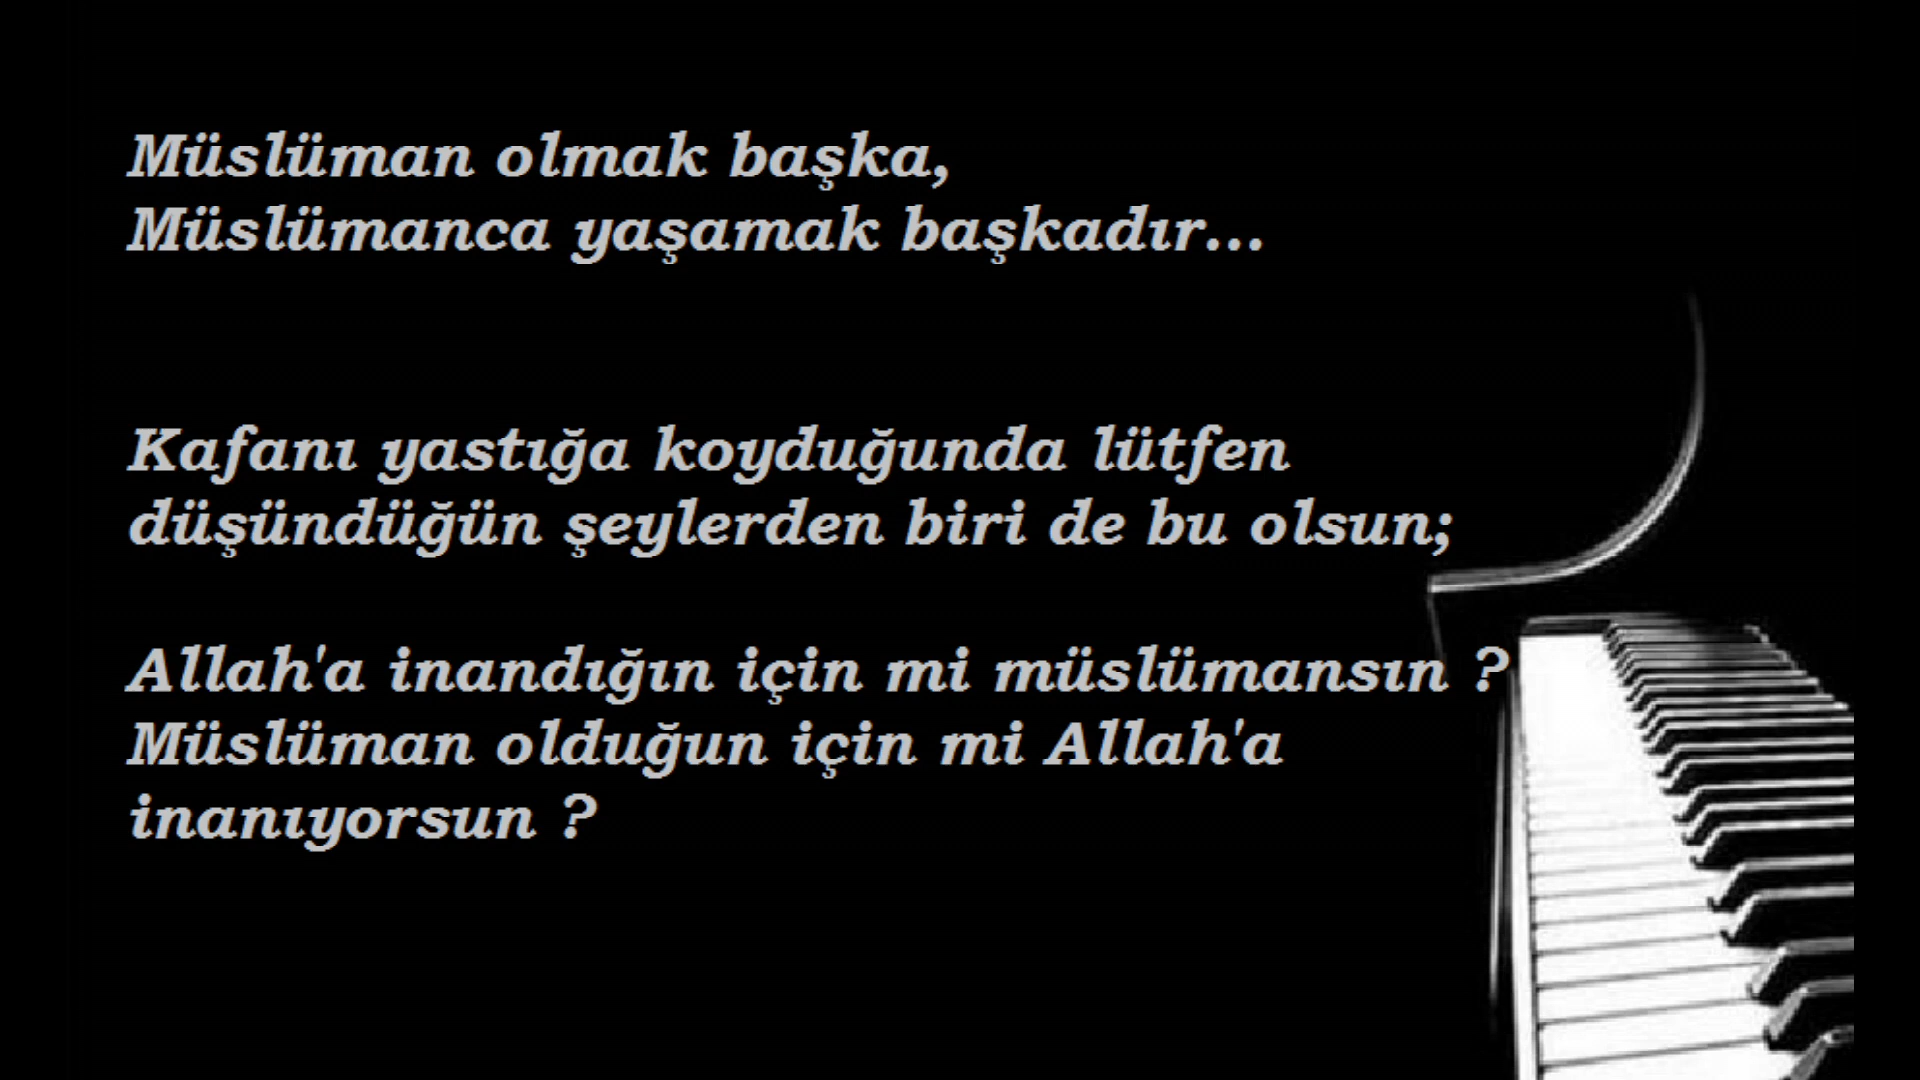 Müslüman olmak başka,
Müslümanca yaşamak başkadır...
Kafanı yastığa koyduğunda lütfen
düşündüğün şeylerden biri de bu olsun;
Allah'a inandığın için mi müslümansın ?
Müslüman olduğun için mi Allah'a
inanıyorsun ?